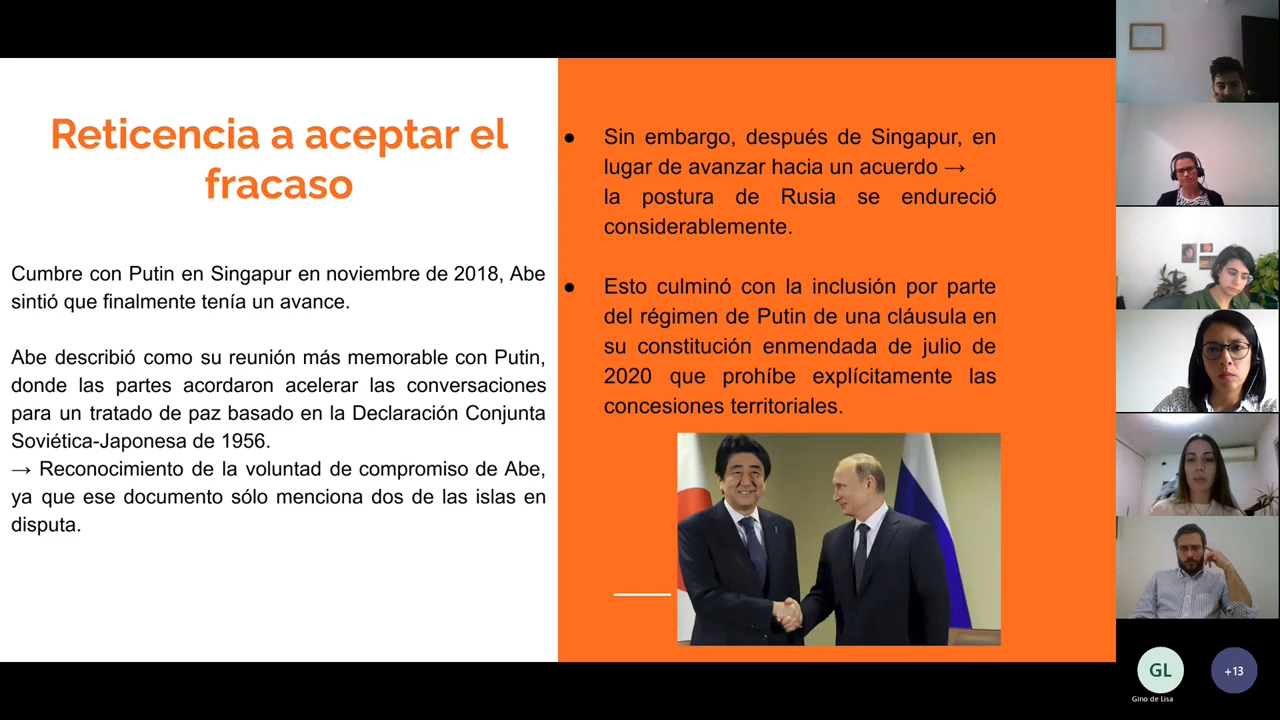 Reticencia a aceptar el
fracaso
Cumbre con Putin en Singapur en noviembre de 2018, Abe
sintió que finalmente tenía un avance.
Abe describió como su reunión más memorable con Putin,
donde las partes acordaron acelerar las conversaciones
para un tratado de paz basado en la Declaración Conjunta
Soviética-Japonesa de 1956.
→ Reconocimiento de la voluntad de compromiso de Abe,
ya que ese documento sólo menciona dos de las islas en
disputa.
● Sin embargo, después de Singapur, en
lugar de avanzar hacia un acuerdo →
la postura de Rusia se endureció
considerablemente.
● Esto culminó con la inclusión por parte
del régimen de Putin de una cláusula en
su constitución enmendada de julio de
2020 que prohíbe explícitamente las
concesiones territoriales.
GL
Gino de Lisa
+13